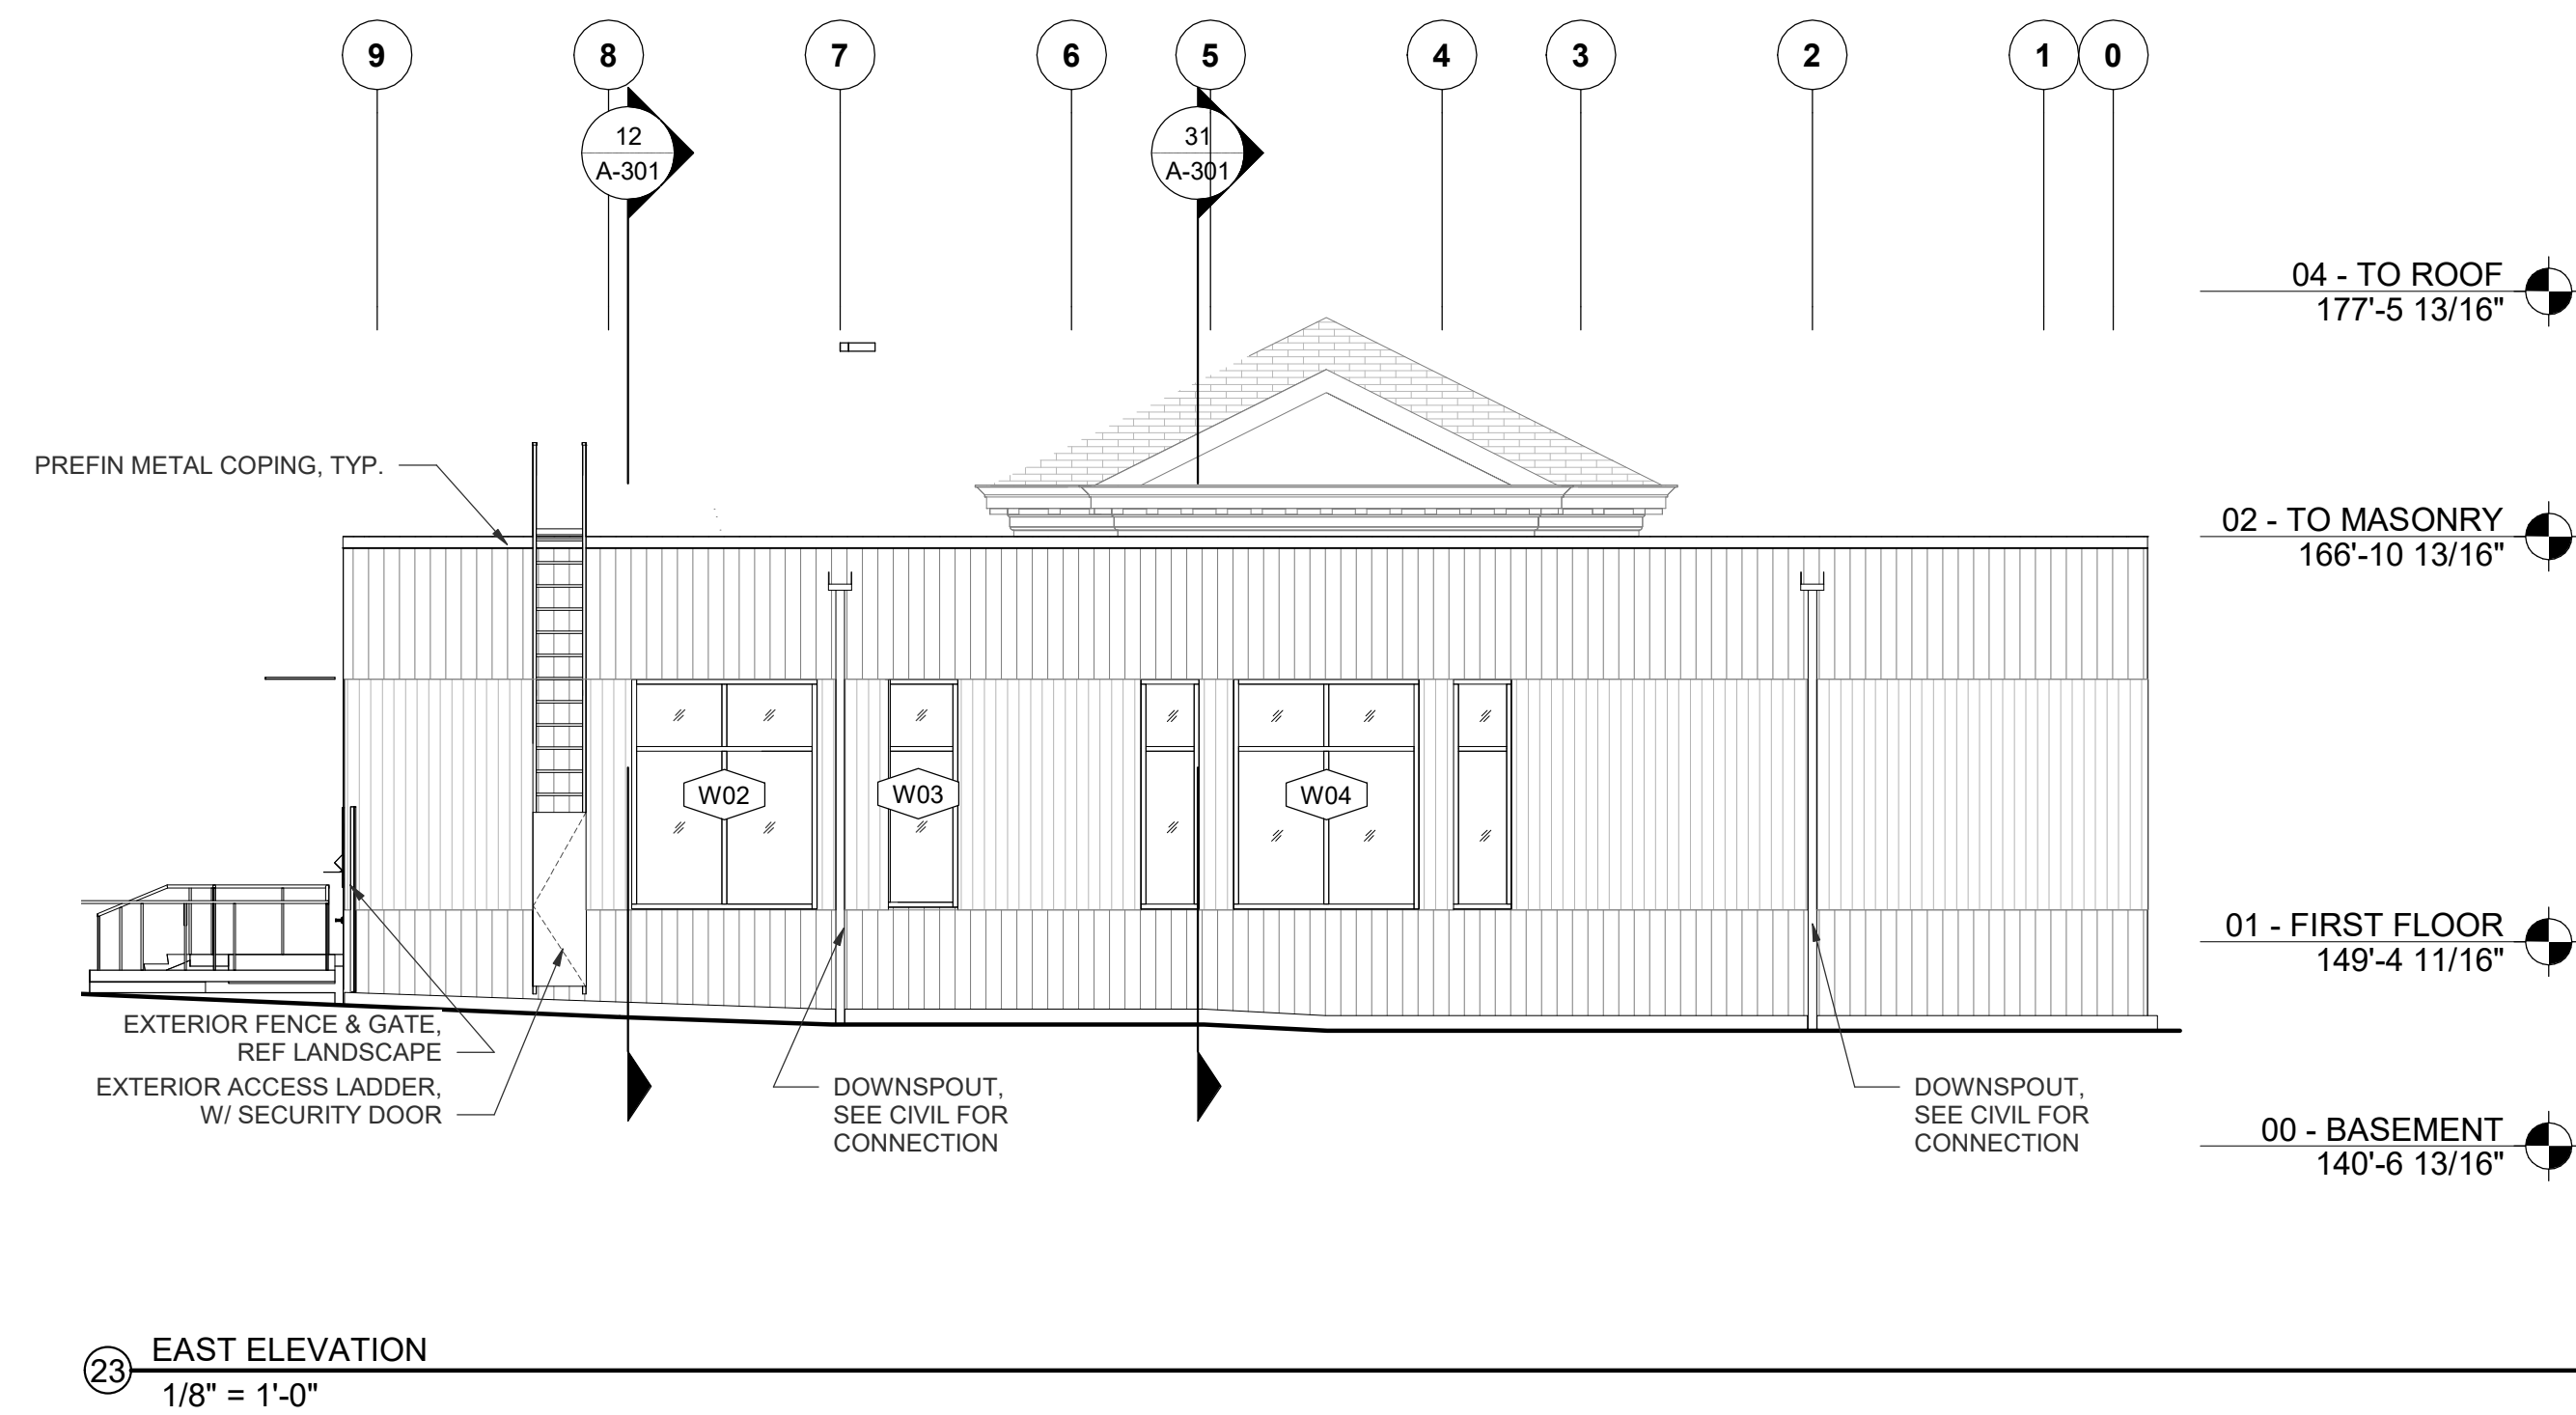 9 8 7 6 5 4 3 2 1 0
12
A-301
31
A-301
04 - TO ROOF
177'-5 13/16"
PREFIN METAL COPING, TYP.
02 - TO MASONRY
166'-10 13/16"
W02 W03 W04
01 - FIRST FLOOR
149'-4 11/16"
EXTERIOR FENCE & GATE,
REF LANDSCAPE
EXTERIOR ACCESS LADDER,
W/ SECURITY DOOR
DOWNSPOUT,
SEE CIVIL FOR
CONNECTION
DOWNSPOUT,
SEE CIVIL FOR
CONNECTION
00 - BASEMENT
140'-6 13/16"
23 EAST ELEVATION
1/8" = 1'-0"